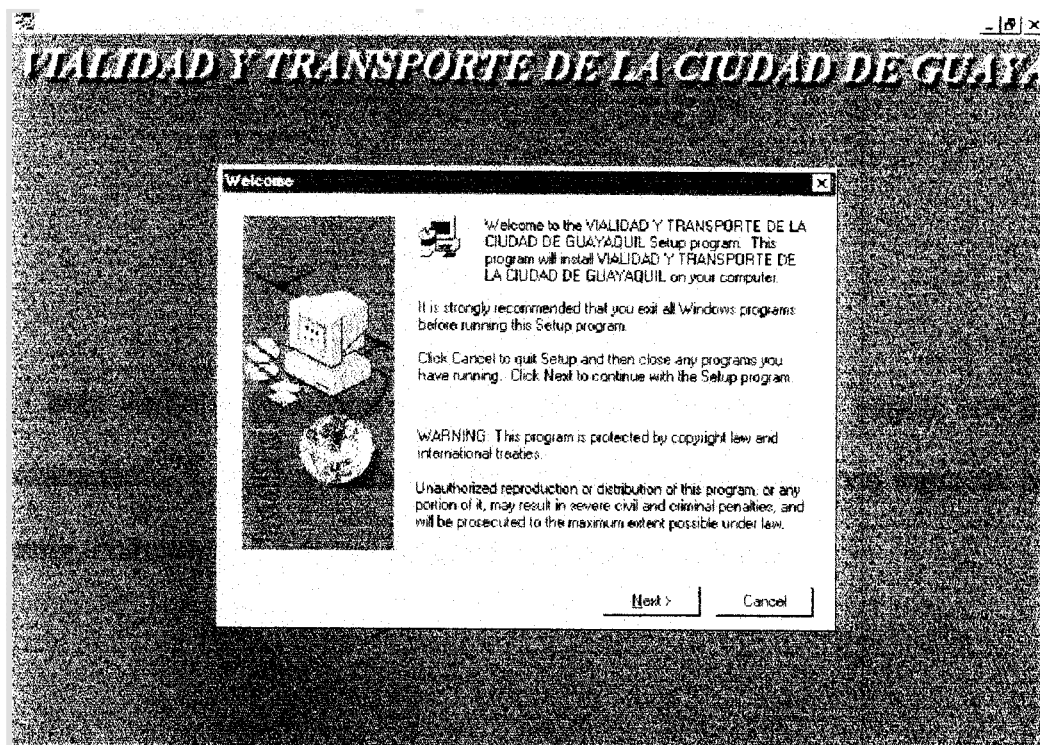 VIALIDAD Y TRANSPORTE DE LA CIUDAD DE GUAYA
Welcome
Welcome to the VIALIDAD Y TRANSPORTE DE LA
CIUDAD DE GUAYAQUIL Setup program. This
program will install VIALIDAD Y TRANSPORTE DE
LA CIUDAD DE GUAYAQUIL on your computer.
It is strongly recommended that you exit all Windows programs
before running this Setup program.
Click Cancel to quit Setup and then close any programs you
have running. Click Next to continue with the Setup program.
WARNING: This program is protected by copyright law and
international treaties.
Unauthorized reproduction or distribution of this program, or any
portion of it, may result in severe civil and criminal penalties, and
will be prosecuted to the maximum extent possible under law.
Next >
Cancel